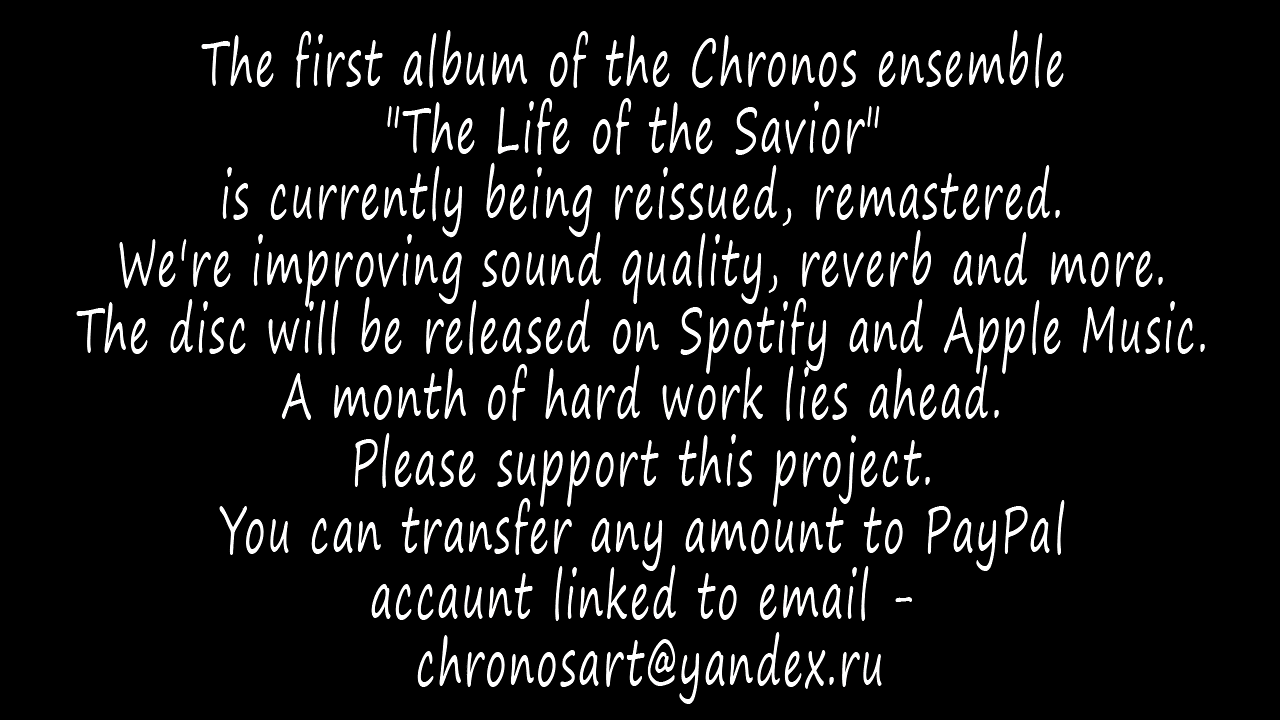 The first album of the Chronos ensemble
"The Life of the Savior"
is currently being reissued, remastered.
We're improving sound quality, reverb and more.
The disc will be released on Spotify and Apple Music.
A month of hard work lies ahead.
Please support this project.
You can transfer any amount to PayPal
accaunt linked to email -
chronosart@yandex.ru